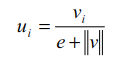 u_i = v_i / (e + ‖v‖)